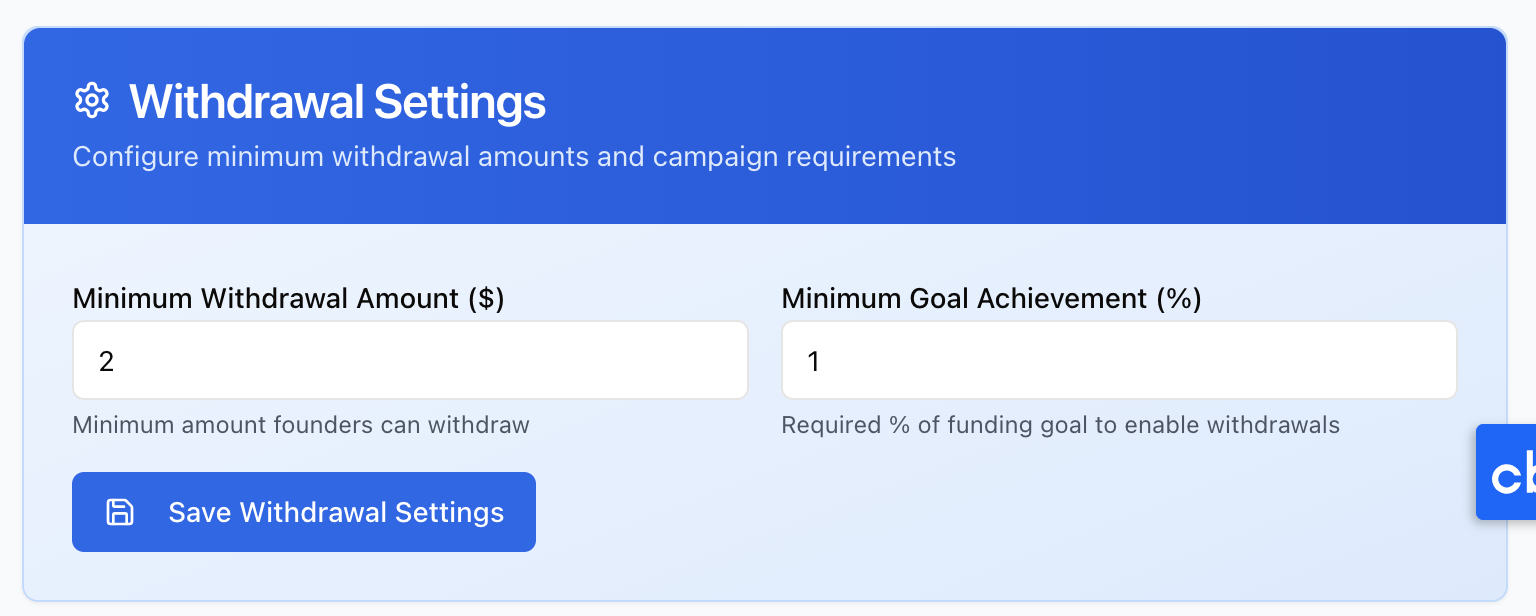 Withdrawal Settings
Configure minimum withdrawal amounts and campaign requirements
Minimum Withdrawal Amount ($)
Minimum Goal Achievement (%)
2
1
Minimum amount founders can withdraw
Required % of funding goal to enable withdrawals
cb
Save Withdrawal Settings